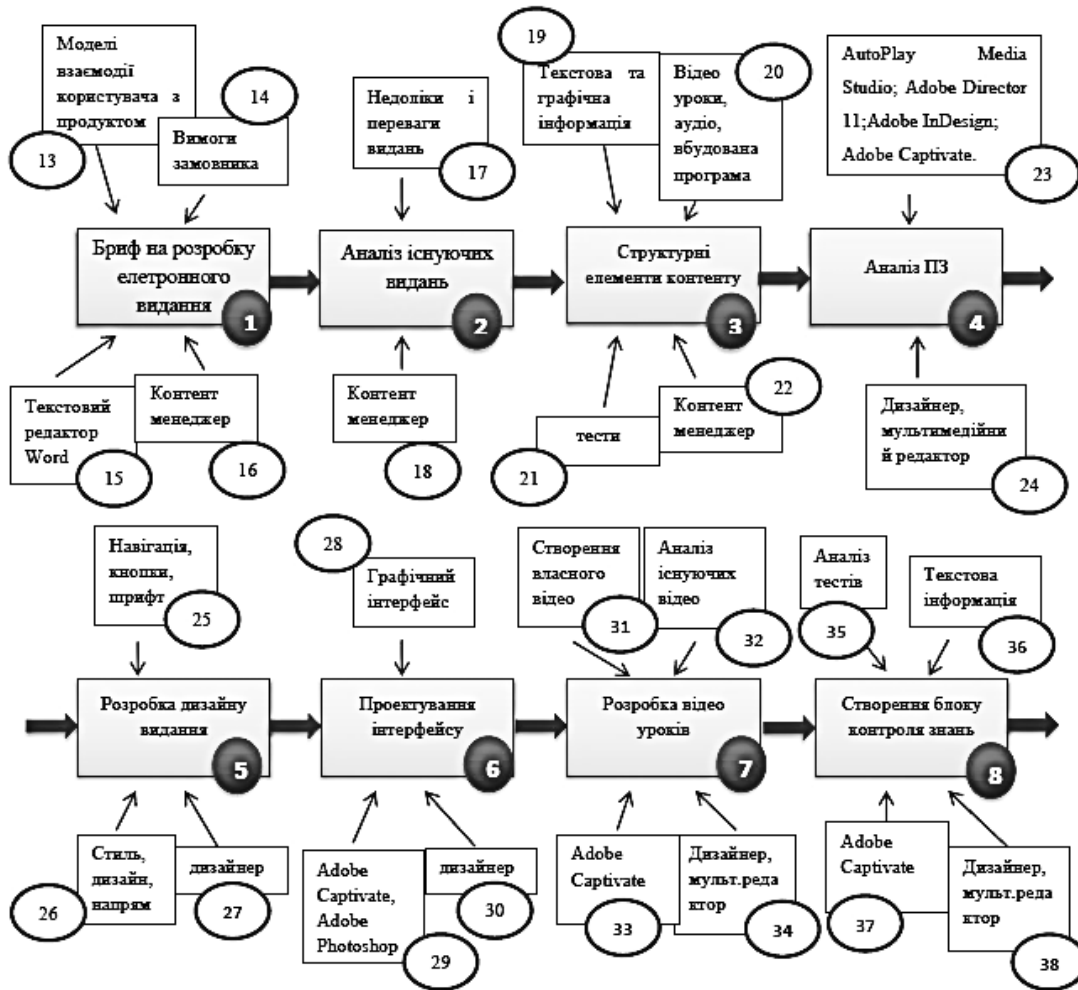 Моделі
взаємодії
користувача з
продуктом
13
14
Вимоги
замовника
Недоліки і
переваги
видань
17
19
Текстова та
графічна
інформація
Відео
уроки,
аудіо,
вбудована
програма
20
AutoPlay Media
Studio; Adobe Director
11;Adobe InDesign;
Adobe Captivate.
23
Бриф на розробку
елетронного
видання
1
Аналіз існуючих
видань
2
Структурні
елементи контенту
3
Аналіз ПЗ
4
Текстовий
редактор
Word
15
Контент
менеджер
16
Контент
менеджер
18
тести
21
Контент
менеджер
22
Дизайнер,
мультимедійни
й редактор
24
Навігація,
кнопки,
шрифт
25
28
Графічний
інтерфейс
Створення
власного
відео
31
Аналіз
існуючих
відео
32
Аналіз
тестів
35
Текстова
інформація
36
Розробка дизайну
видання
5
Проектування
інтерфейсу
6
Розробка відео
уроків
7
Створення блоку
контроля знань
8
Стиль,
дизайн,
напрям
26
дизайнер
27
Adobe
Captivate,
Adobe
Photoshop
29
дизайнер
30
Adobe
Captivate
33
Дизайнер,
мульт.реда
ктор
34
Adobe
Captivate
37
Дизайнер,
мульт.реда
ктор
38